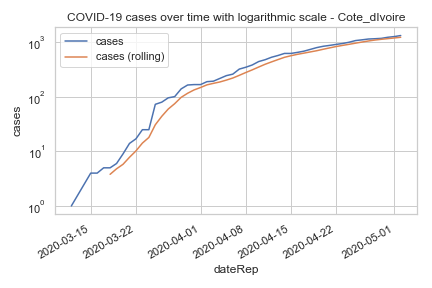 COVID-19 cases over time with logarithmic scale - Cote_dIvoire
cases
cases (rolling)
10³
10²
10¹
10⁰
cases
2020-03-15
2020-03-22
2020-04-01
2020-04-08
2020-04-15
2020-04-22
2020-05-01
dateRep